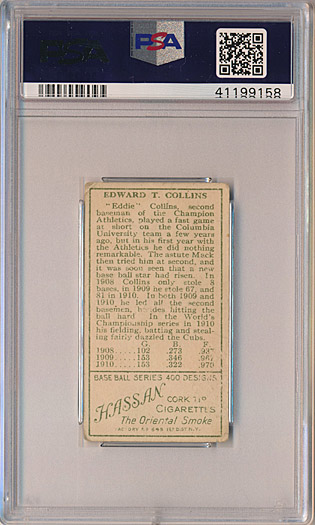 PSA
41199158
EDWARD T. COLLINS
"Eddie" Collins, second
baseman of the Champion
Athletics, played a fast game
at short on the Columbia
University team a few years
ago, but in his first year with
the Athletics he did nothing
remarkable. The astute Mack
then tried him at second, and
it was soon seen that a new
base ball star had risen. In
1908 Collins only stole 8
bases, in 1909 he stole 67, and
81 in 1910. In both 1909 and
1910 he led all the second
basemen, besides hitting the
ball hard. In the World's
Championship series in 1910
his fielding, batting and steal-
ing fairly dazzled the Cubs.
G. B. F.
1908.....102 .273
1909.....153 .346 .967
1910.....153 .322 .970
BASE BALL SERIES 400 DESIGNS
HASSAN
CORK TIP
CIGARETTES
The Oriental Smoke